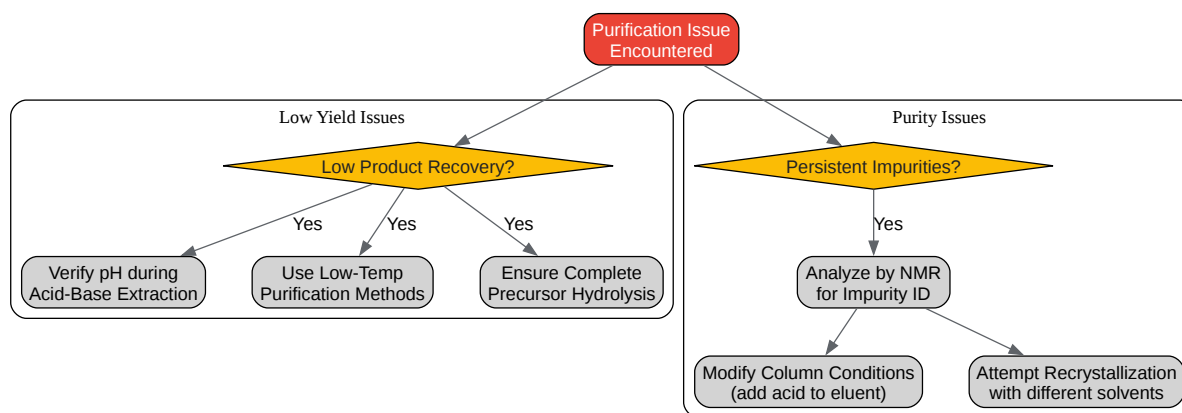 Purification Issue
Encountered
Low Yield Issues
Purity Issues
Low Product Recovery?
Persistent Impurities?
Yes
Yes
Yes
Yes
Verify pH during
Acid-Base Extraction
Use Low-Temp
Purification Methods
Ensure Complete
Precursor Hydrolysis
Analyze by NMR
for Impurity ID
Modify Column Conditions
(add acid to eluent)
Attempt Recrystallization
with different solvents